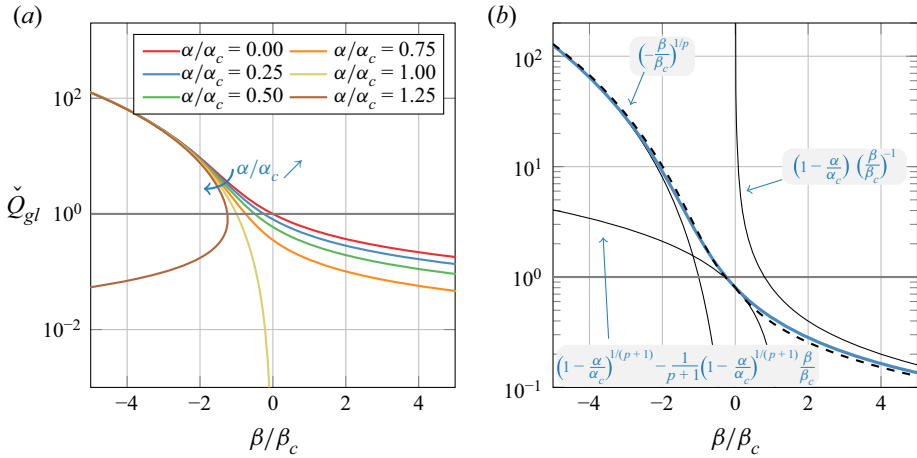 (a)
α/α_c = 0.00 α/α_c = 0.75
α/α_c = 0.25 α/α_c = 1.00
α/α_c = 0.50 α/α_c = 1.25
10^2
10^0
10^−2
Q̌_gl
α/α_c ↗
−4 −2 0 2 4
β/β_c
(b)
10^2
10^1
10^0
10^−1
(−β/β_c)^1/p
(1 − α/α_c) (β/β_c)^−1
(1 − α/α_c)^1/(p+1) − 1/(p+1) (1 − α/α_c)^1/(p+1) β/β_c
−4 −2 0 2 4
β/β_c